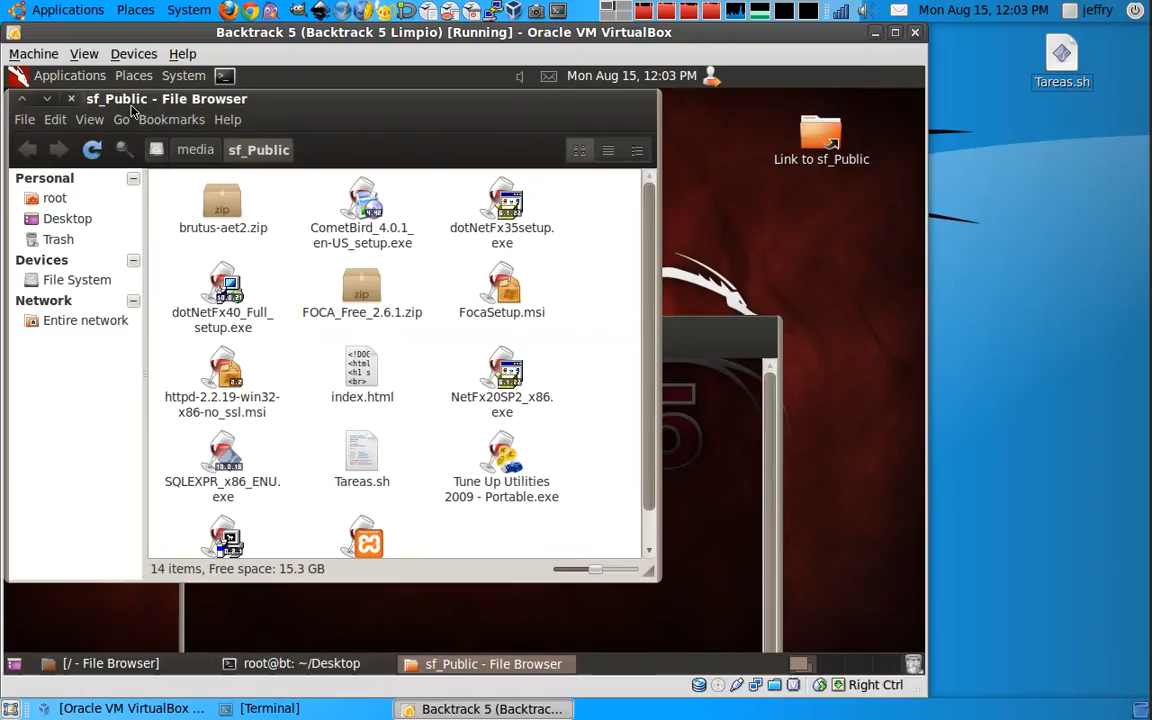 Applications Places System
Mon Aug 15, 12:03 PM
jeffry
Backtrack 5 (Backtrack 5 Limpio) [Running] - Oracle VM VirtualBox
Machine View Devices Help
Applications Places System
Mon Aug 15, 12:03 PM
Tareas.sh
sf_Public - File Browser
File Edit View Go Bookmarks Help
media sf_Public
Link to sf_Public
Personal
root
Desktop
Trash
Devices
File System
Network
Entire network
brutus-aet2.zip
CometBird_4.0.1_
en-US_setup.exe
dotNetFx35setup.
exe
dotNetFx40_Full_
setup.exe
FOCA_Free_2.6.1.zip
FocaSetup.msi
httpd-2.2.19-win32-
x86-no_ssl.msi
index.html
NetFx20SP2_x86.
exe
SQLEXPR_x86_ENU.
exe
Tareas.sh
Tune Up Utilities
2009 - Portable.exe
14 items, Free space: 15.3 GB
[/ - File Browser]
root@bt: ~/Desktop
sf_Public - File Browser
Right Ctrl
[Oracle VM VirtualBox ...
[Terminal]
Backtrack 5 (Backtrac...